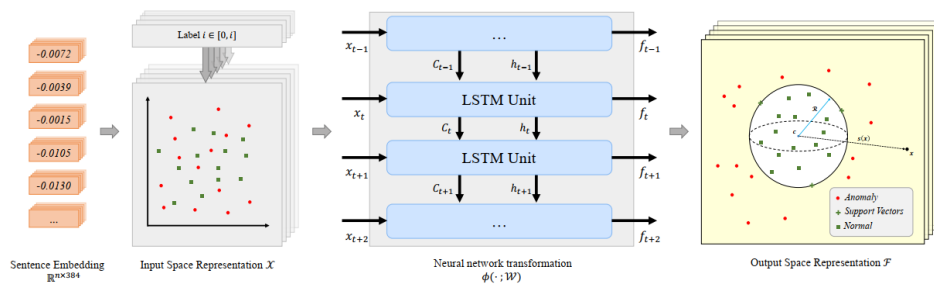 -0.0072
-0.0039
-0.0015
-0.0105
-0.0130
...
Sentence Embedding
ℝ^{n×384}
Label i ∈ [0, i]
Input Space Representation 𝒳
x_{t-1}
...
f_{t-1}
C_{t-1}
h_{t-1}
x_t
LSTM Unit
f_t
C_t
h_t
x_{t+1}
LSTM Unit
f_{t+1}
C_{t+1}
h_{t+1}
x_{t+2}
...
f_{t+2}
Neural network transformation
ϕ(· ; 𝒲)
R
c
s(x)
x
Anomaly
Support Vectors
Normal
Output Space Representation ℱ